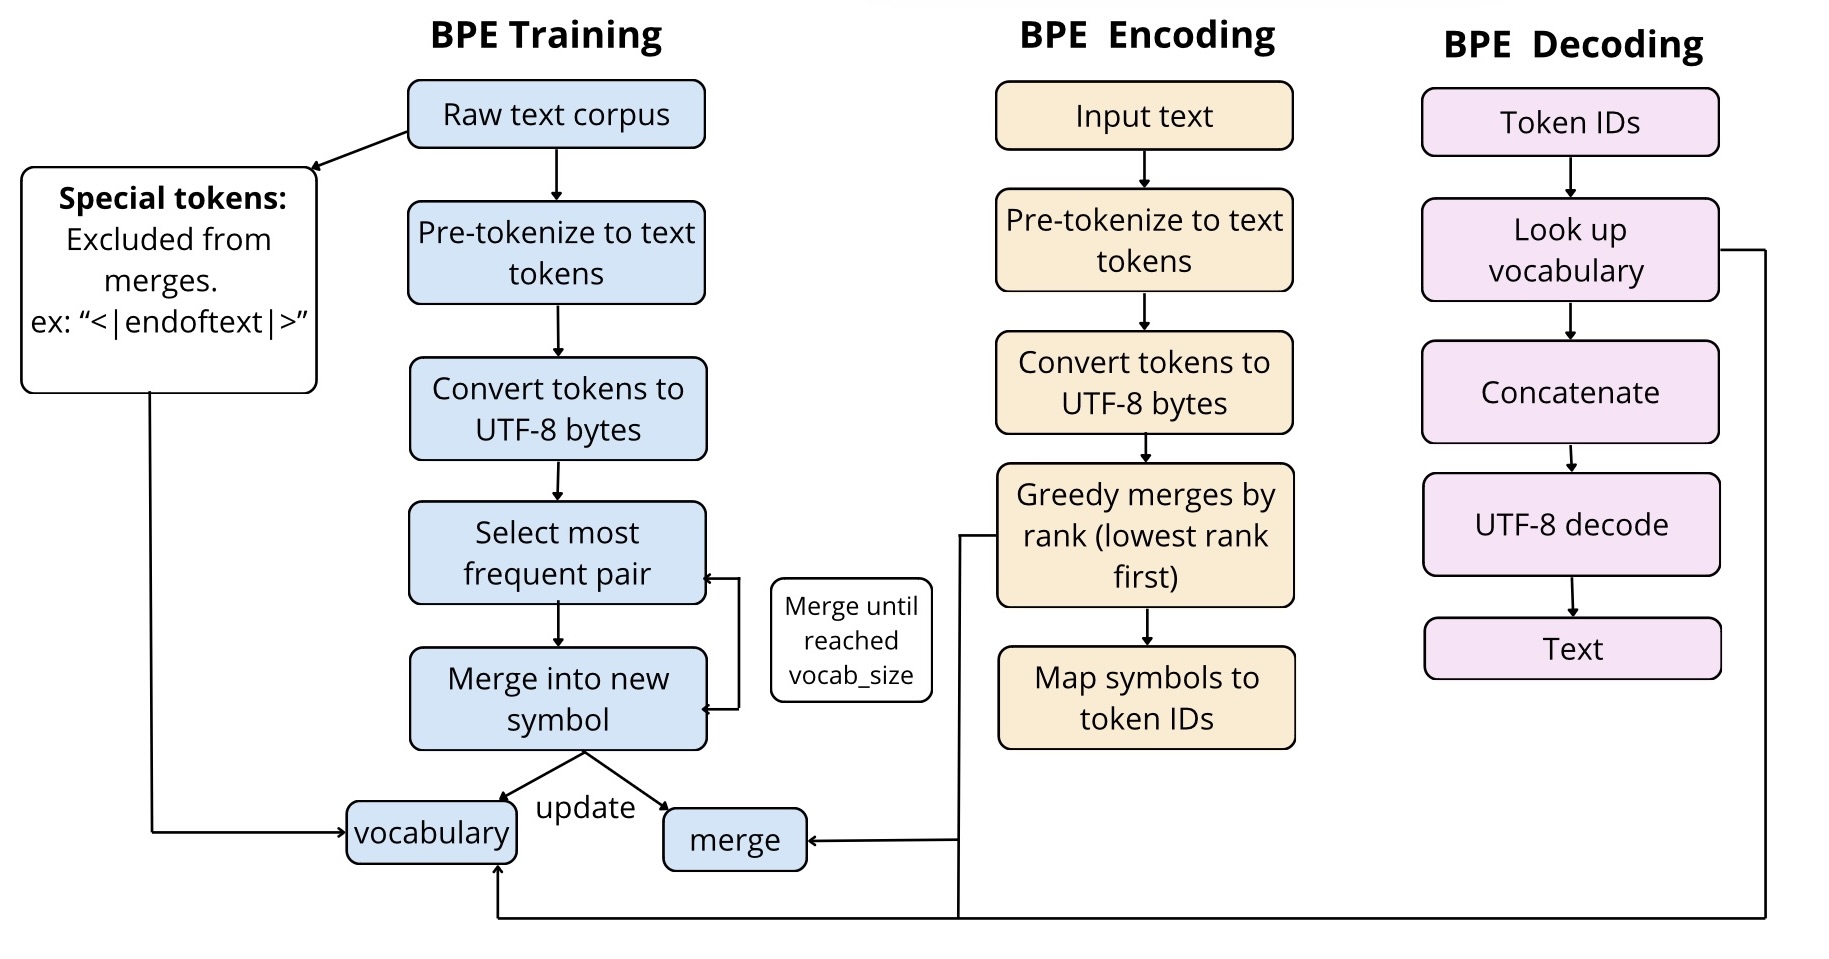 BPE Training
Raw text corpus
Special tokens:
Excluded from
merges.
ex: “<|endoftext|>”
Pre-tokenize to text
tokens
Convert tokens to
UTF-8 bytes
Select most
frequent pair
Merge into new
symbol
Merge until
reached
vocab_size
update
vocabulary
merge
BPE  Encoding
Input text
Pre-tokenize to text
tokens
Convert tokens to
UTF-8 bytes
Greedy merges by
rank (lowest rank
first)
Map symbols to
token IDs
BPE  Decoding
Token IDs
Look up
vocabulary
Concatenate
UTF-8 decode
Text